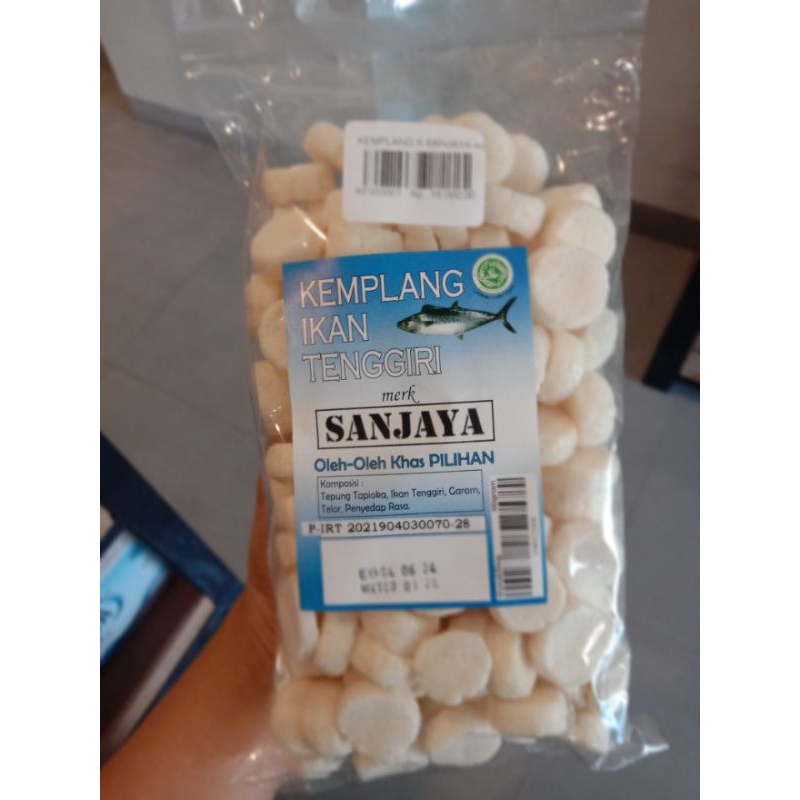 KEMPLANG
IKAN
TENGGIRI
merk
SANJAYA
Oleh-Oleh Khas PILIHAN
Komposisi :
Tepung Tapioka, Ikan Tenggiri, Garam,
Telor, Penyedap Rasa.
P-IRT 2021904030070-28